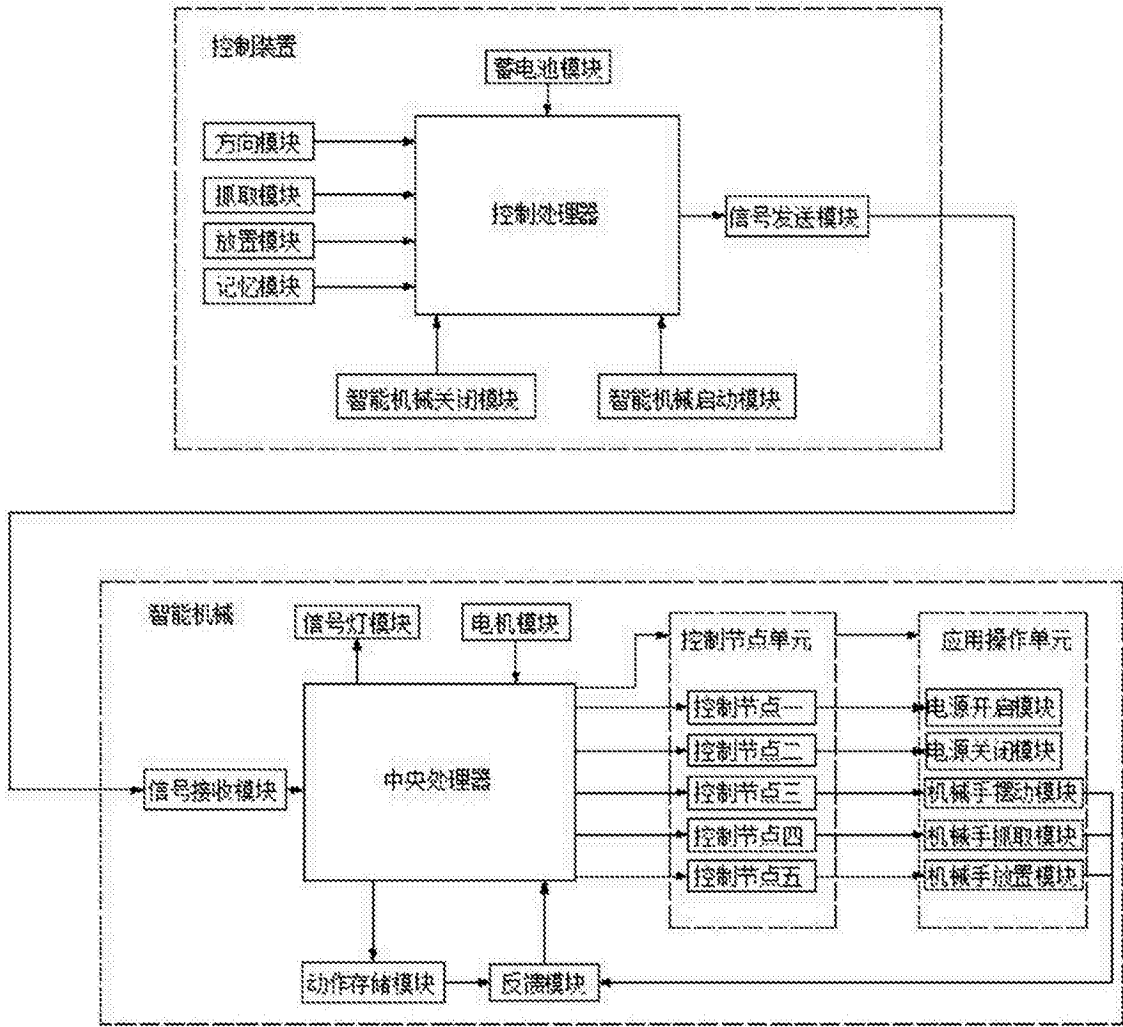 控制装置
蓄电池模块
方向模块
抓取模块
放置模块
记忆模块
控制处理器
信号发送模块
智能机械关闭模块
智能机械启动模块
智能机械
信号灯模块
电机模块
控制节点单元
应用操作单元
信号接收模块
中央处理器
控制节点一
电源开启模块
控制节点二
电源关闭模块
控制节点三
机械手摆动模块
控制节点四
机械手抓取模块
控制节点五
机械手放置模块
动作存储模块
反馈模块